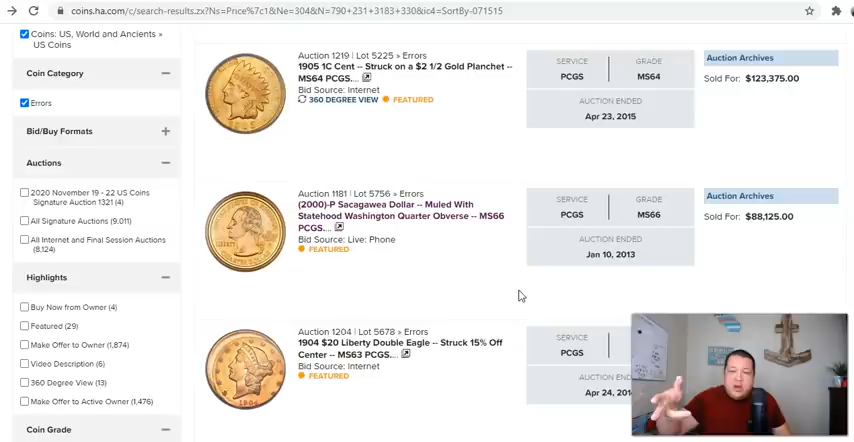 coins.ha.com/c/search-results.zx?Ns=Price%7c1&Ne=304&N=790+231+3183+330&ic4=SortBy-071515
Coins: US, World and Ancients »
US Coins
Coin Category
Errors
Bid/Buy Formats
Auctions
2020 November 19 - 22 US Coins
Signature Auction 1321 (4)
All Signature Auctions (9,011)
All Internet and Final Session Auctions
(8,124)
Highlights
Buy Now from Owner (4)
Featured (29)
Make Offer to Owner (1,874)
Video Description (6)
360 Degree View (13)
Make Offer to Active Owner (1,476)
Coin Grade
Auction 1219 | Lot 5225 » Errors
1905 1C Cent -- Struck on a $2 1/2 Gold Planchet --
MS64 PCGS....
Bid Source: Internet
360 DEGREE VIEW FEATURED
SERVICE
PCGS
GRADE
MS64
AUCTION ENDED
Apr 23, 2015
Auction Archives
Sold For: $123,375.00
Auction 1181 | Lot 5756 » Errors
(2000)-P Sacagawea Dollar -- Muled With
Statehood Washington Quarter Obverse -- MS66
PCGS....
Bid Source: Live: Phone
FEATURED
SERVICE
PCGS
GRADE
MS66
AUCTION ENDED
Jan 10, 2013
Auction Archives
Sold For: $88,125.00
Auction 1204 | Lot 5678 » Errors
1904 $20 Liberty Double Eagle -- Struck 15% Off
Center -- MS63 PCGS....
Bid Source: Internet
FEATURED
SERVICE
PCGS
AUCTION END
Apr 24, 201